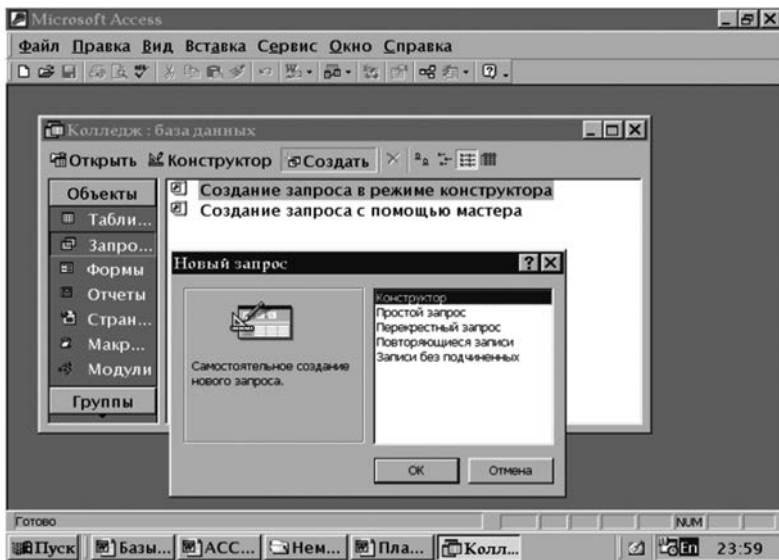 Microsoft Access
Файл Правка Вид Вставка Сервис Окно Справка
Колледж : база данных
Открыть Конструктор Создать
Объекты
Табли...
Запро...
Формы
Отчеты
Стран...
Макр...
Модули
Группы
Создание запроса в режиме конструктора
Создание запроса с помощью мастера
Новый запрос
Самостоятельное создание
нового запроса.
Конструктор
Простой запрос
Перекрестный запрос
Повторяющиеся записи
Записи без подчиненных
ОК Отмена
Готово NUM
Пуск Базы... ACC... Нем... Пла... Колл... En 23:59